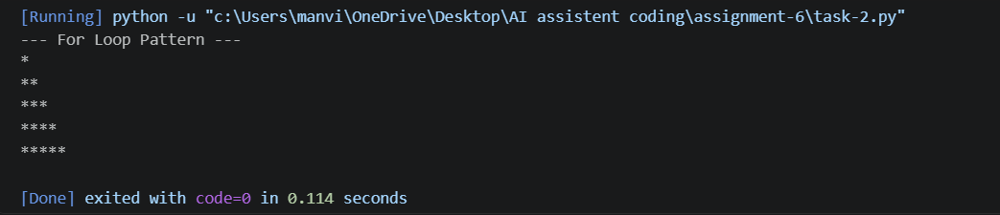 [Running] python -u "c:\Users\manvi\OneDrive\Desktop\AI assistent coding\assignment-6\task-2.py"
--- For Loop Pattern ---
*
**
***
****
*****
[Done] exited with code=0 in 0.114 seconds